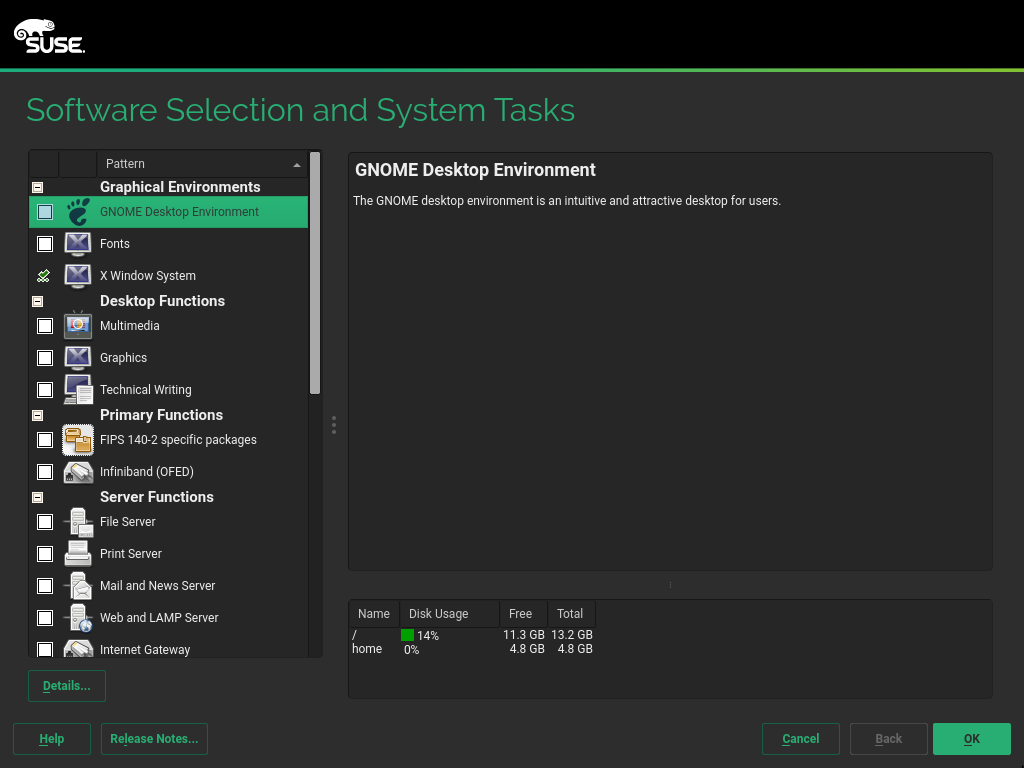 SUSE
Software Selection and System Tasks
Pattern
Graphical Environments
GNOME Desktop Environment
Fonts
X Window System
Desktop Functions
Multimedia
Graphics
Technical Writing
Primary Functions
FIPS 140-2 specific packages
Infiniband (OFED)
Server Functions
File Server
Print Server
Mail and News Server
Web and LAMP Server
Internet Gateway
Details...
GNOME Desktop Environment
The GNOME desktop environment is an intuitive and attractive desktop for users.
Name Disk Usage Free Total
/ 14% 11.3 GB 13.2 GB
home 0% 4.8 GB 4.8 GB
Help Release Notes... Cancel Back OK